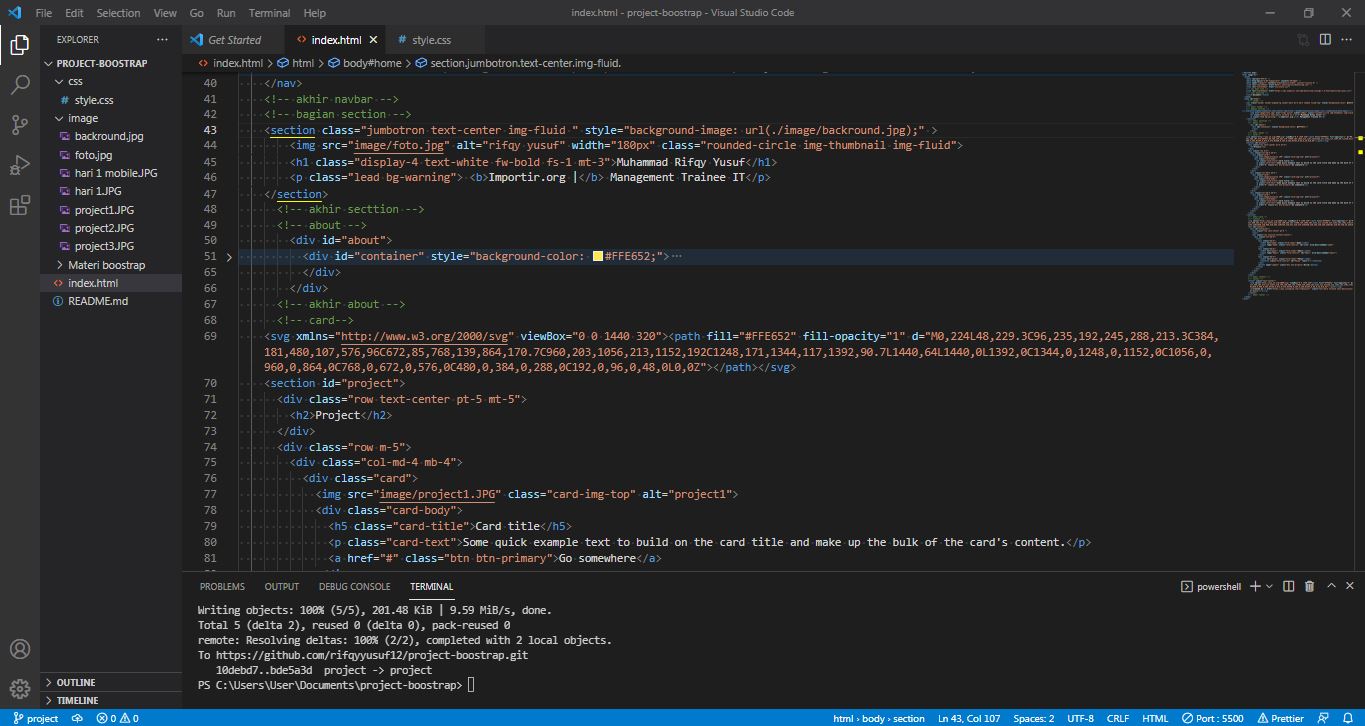 File Edit Selection View Go Run Terminal Help
index.html - project-boostrap - Visual Studio Code
EXPLORER
PROJECT-BOOSTRAP
css
# style.css
image
backround.jpg
foto.jpg
hari 1 mobileJPG
hari 1.JPG
project1.JPG
project2.JPG
project3.JPG
Materi boostrap
<> index.html
README.md
OUTLINE
TIMELINE
Get Started <> index.html # style.css
<> index.html > html > body#home > section.jumbotron.text-center.img-fluid.
40 </nav>
41 <!-- akhir navbar -->
42 <!-- bagian section -->
43 <section class="jumbotron text-center img-fluid " style="background-image: url(./image/backround.jpg);" >
44 <img src="image/foto.jpg" alt="rifqy yusuf" width="180px" class="rounded-circle img-thumbnail img-fluid">
45 <h1 class="display-4 text-white fw-bold fs-1 mt-3">Muhammad Rifqy Yusuf</h1>
46 <p class="lead bg-warning"> <b>Importir.org |</b> Management Trainee IT</p>
47 </section>
48 <!-- akhir secttion -->
49 <!-- about -->
50 <div id="about">
51 <div id="container" style="background-color: #FFE652;">
65 </div>
66 </div>
67 <!-- akhir about -->
68 <!-- card-->
69 <svg xmlns="http://www.w3.org/2000/svg" viewBox="0 0 1440 320"><path fill="#FFE652" fill-opacity="1" d="M0,224L48,229.3C96,235,192,245,288,213.3C384,
181,480,107,576,96C672,85,768,139,864,170.7C960,203,1056,213,1152,192C1248,171,1344,117,1392,90.7L1440,64L1440,0L1392,0C1344,0,1248,0,1152,0C1056,0,
960,0,864,0C768,0,672,0,576,0C480,0,384,0,288,0C192,0,96,0,48,0L0,0Z"></path></svg>
70 <section id="project">
71 <div class="row text-center pt-5 mt-5">
72 <h2>Project</h2>
73 </div>
74 <div class="row m-5">
75 <div class="col-md-4 mb-4">
76 <div class="card">
77 <img src="image/project1.JPG" class="card-img-top" alt="project1">
78 <div class="card-body">
79 <h5 class="card-title">Card title</h5>
80 <p class="card-text">Some quick example text to build on the card title and make up the bulk of the card's content.</p>
81 <a href="#" class="btn btn-primary">Go somewhere</a>
PROBLEMS OUTPUT DEBUG CONSOLE TERMINAL
powershell
Writing objects: 100% (5/5), 201.48 KiB | 9.59 MiB/s, done.
Total 5 (delta 2), reused 0 (delta 0), pack-reused 0
remote: Resolving deltas: 100% (2/2), completed with 2 local objects.
To https://github.com/rifqyyusuf12/project-boostrap.git
10debd7..bde5a3d project -> project
PS C:\Users\User\Documents\project-boostrap>
project 0 0 html > body > section Ln 43, Col 107 Spaces: 2 UTF-8 CRLF HTML Port : 5500 Prettier